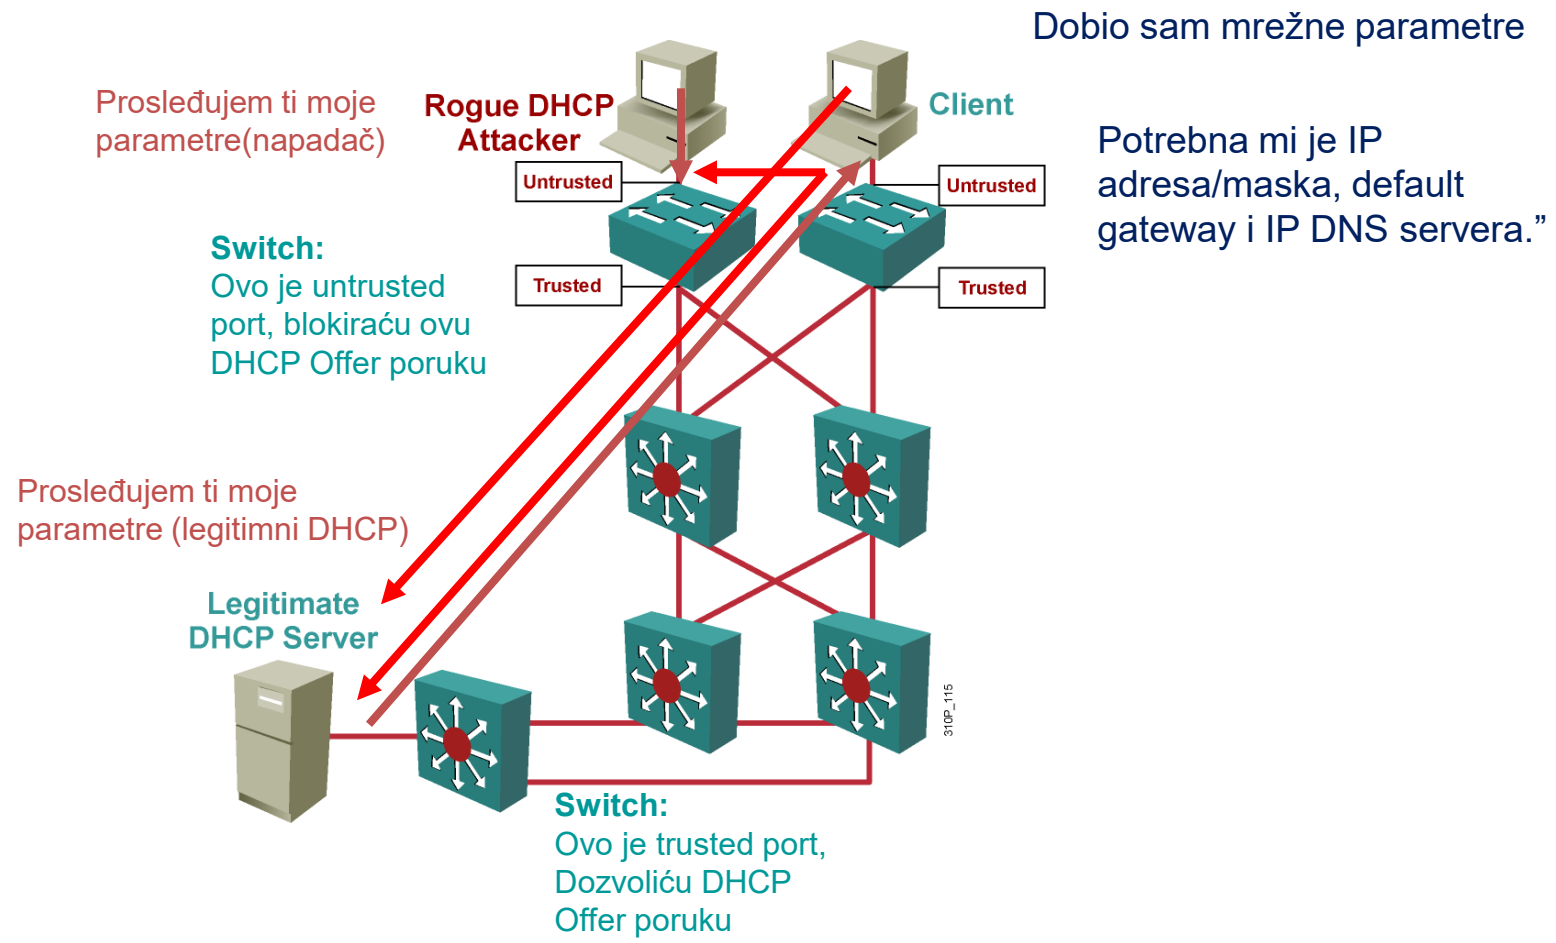 Dobio sam mrežne parametre
Prosleđujem ti moje
parametre(napadač)
Rogue DHCP
Attacker
Client
Potrebna mi je IP
adresa/maska, default
gateway i IP DNS servera.”
Untrusted
Untrusted
Switch:
Ovo je untrusted
port, blokiraću ovu
DHCP Offer poruku
Trusted
Trusted
Prosleđujem ti moje
parametre (legitimni DHCP)
Legitimate
DHCP Server
310P_115
Switch:
Ovo je trusted port,
Dozvoliću DHCP
Offer poruku